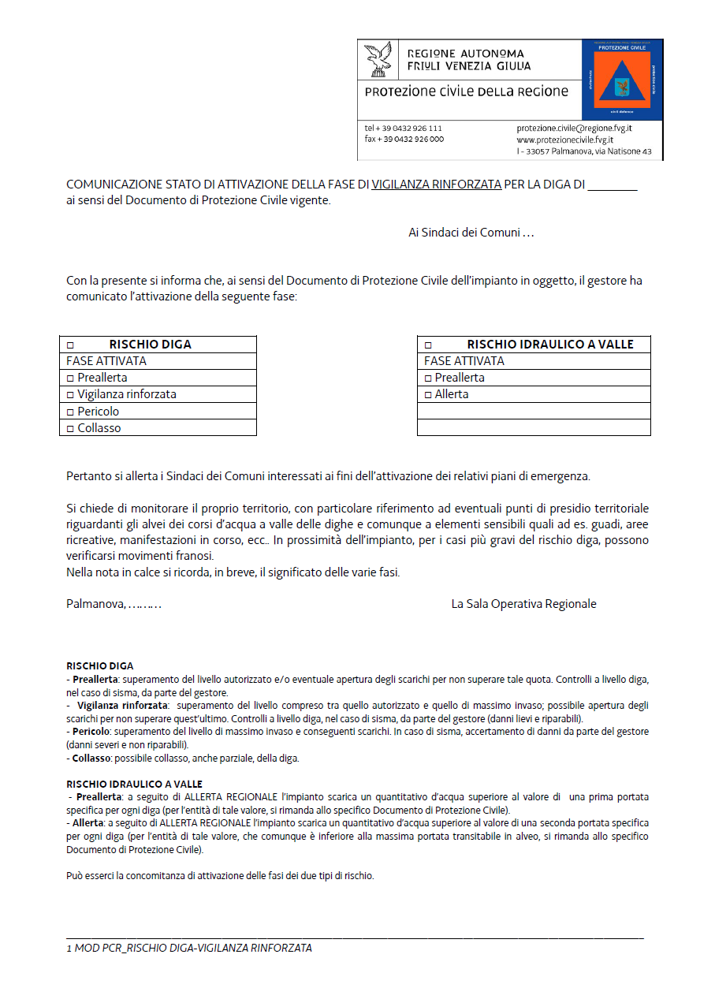 REGIONE AUTONOMA
FRIULI VENEZIA GIULIA
PROTEZIONE CIVILE DELLA REGIONE
PROTEZIONE CIVILE
protezion civile
civil defence
tel + 39 0432 926 111
fax + 39 0432 926 000
protezione.civile@regione.fvg.it
www.protezionecivile.fvg.it
I - 33057 Palmanova, via Natisone 43
COMUNICAZIONE STATO DI ATTIVAZIONE DELLA FASE DI VIGILANZA RINFORZATA PER LA DIGA DI ________
ai sensi del Documento di Protezione Civile vigente.
Ai Sindaci dei Comuni …
Con la presente si informa che, ai sensi del Documento di Protezione Civile dell'impianto in oggetto, il gestore ha
comunicato l'attivazione della seguente fase:
□ RISCHIO DIGA
FASE ATTIVATA
□ Preallerta
□ Vigilanza rinforzata
□ Pericolo
□ Collasso
□ RISCHIO IDRAULICO A VALLE
FASE ATTIVATA
□ Preallerta
□ Allerta
Pertanto si allerta i Sindaci dei Comuni interessati ai fini dell'attivazione dei relativi piani di emergenza.
Si chiede di monitorare il proprio territorio, con particolare riferimento ad eventuali punti di presidio territoriale
riguardanti gli alvei dei corsi d'acqua a valle delle dighe e comunque a elementi sensibili quali ad es. guadi, aree
ricreative, manifestazioni in corso, ecc.. In prossimità dell'impianto, per i casi più gravi del rischio diga, possono
verificarsi movimenti franosi.
Nella nota in calce si ricorda, in breve, il significato delle varie fasi.
Palmanova, ………
La Sala Operativa Regionale
RISCHIO DIGA
- Preallerta: superamento del livello autorizzato e/o eventuale apertura degli scarichi per non superare tale quota. Controlli a livello diga,
nel caso di sisma, da parte del gestore.
- Vigilanza rinforzata: superamento del livello compreso tra quello autorizzato e quello di massimo invaso; possibile apertura degli
scarichi per non superare quest'ultimo. Controlli a livello diga, nel caso di sisma, da parte del gestore (danni lievi e riparabili).
- Pericolo: superamento del livello di massimo invaso e conseguenti scarichi. In caso di sisma, accertamento di danni da parte del gestore
(danni severi e non riparabili).
- Collasso: possibile collasso, anche parziale, della diga.
RISCHIO IDRAULICO A VALLE
- Preallerta: a seguito di ALLERTA REGIONALE l'impianto scarica un quantitativo d'acqua superiore al valore di una prima portata
specifica per ogni diga (per l'entità di tale valore, si rimanda allo specifico Documento di Protezione Civile).
- Allerta: a seguito di ALLERTA REGIONALE l'impianto scarica un quantitativo d'acqua superiore al valore di una seconda portata specifica
per ogni diga (per l'entità di tale valore, che comunque è inferiore alla massima portata transitabile in alveo, si rimanda allo specifico
Documento di Protezione Civile).
Può esserci la concomitanza di attivazione delle fasi dei due tipi di rischio.
1 MOD PCR_RISCHIO DIGA-VIGILANZA RINFORZATA